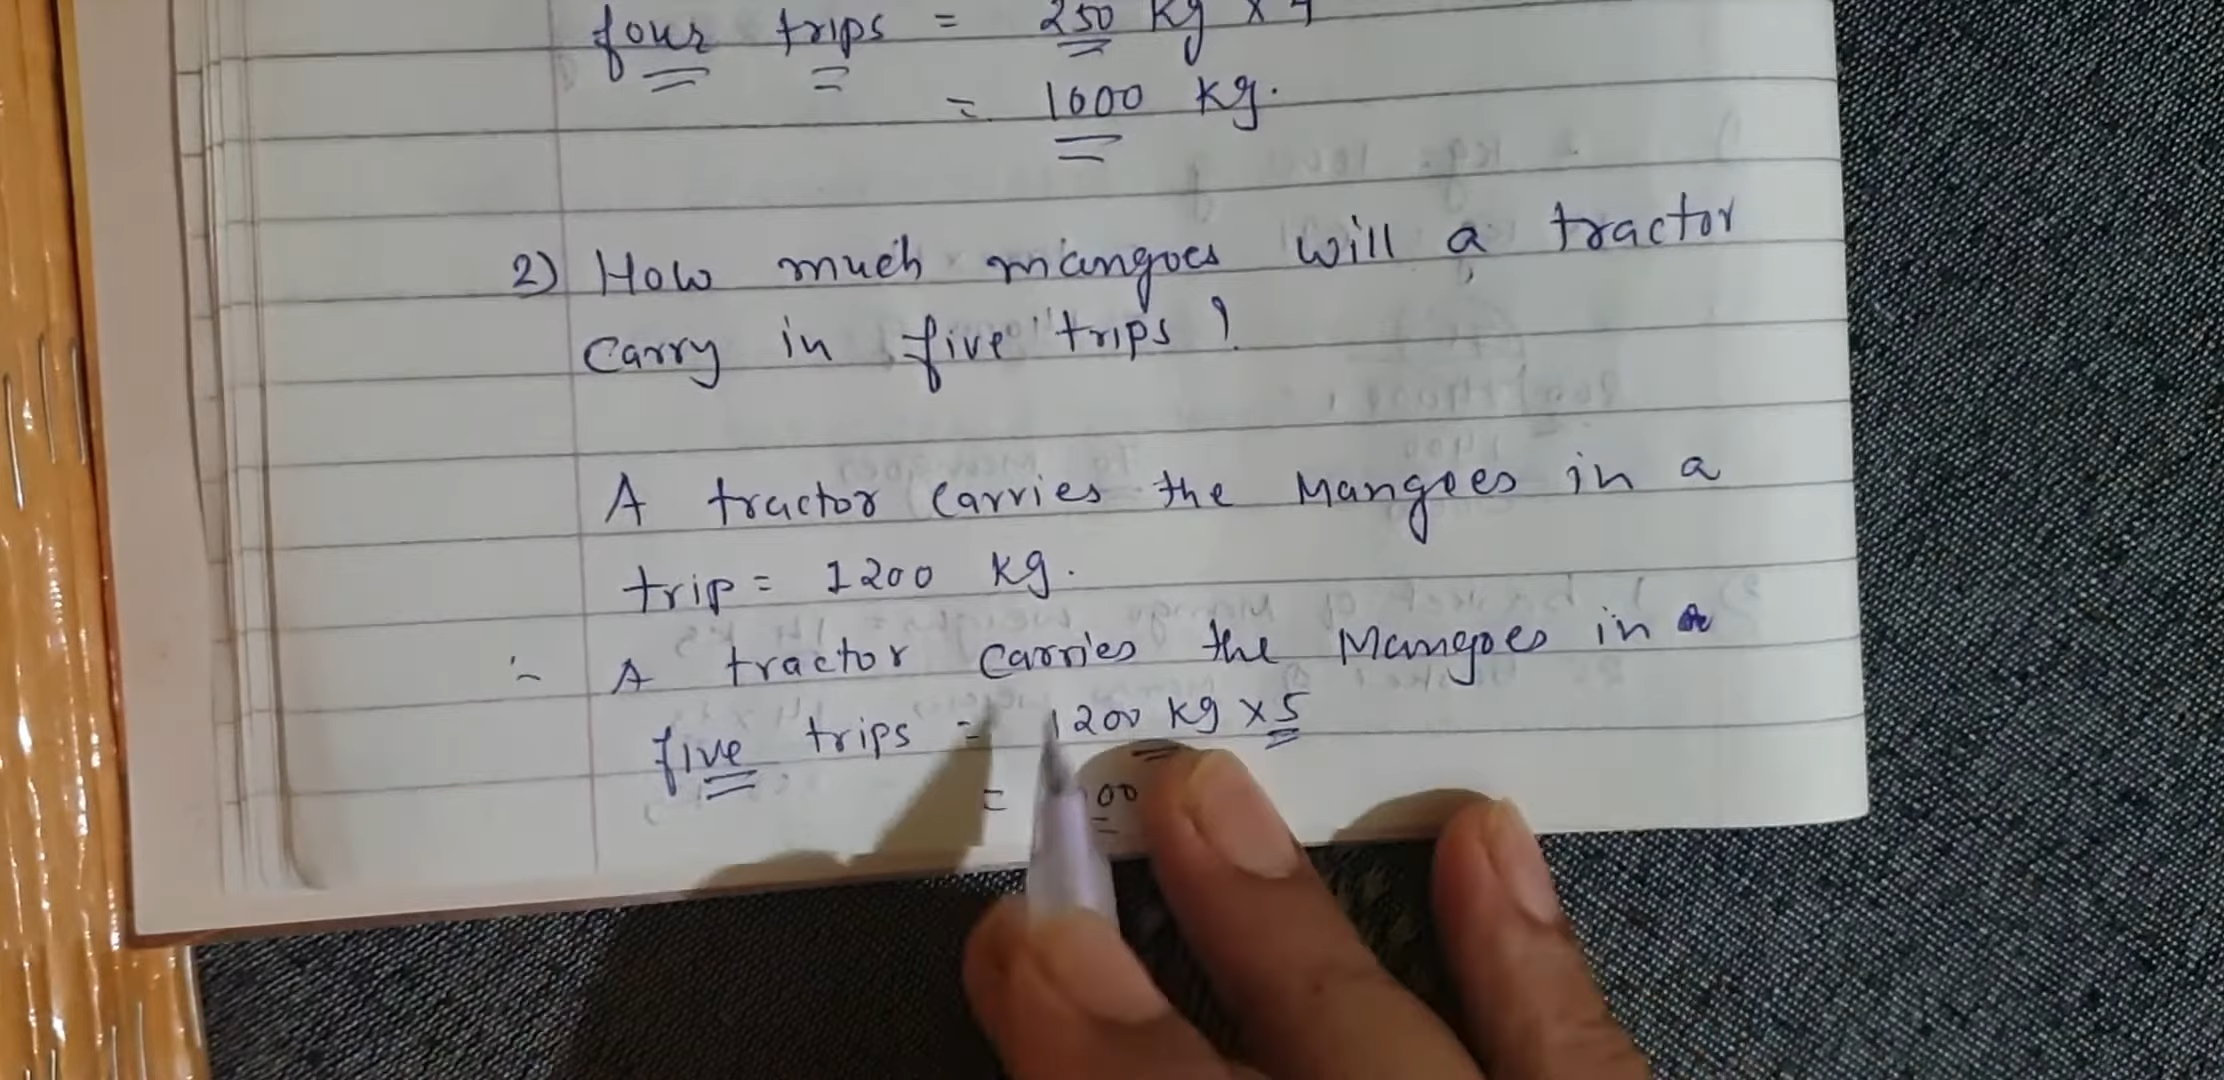 four trips = 250 kg x 4
= 1000 kg.
2) How much mangoes will a tractor
carry in five trips ?
A tractor carries the Mangoes in a
trip = 1200 kg.
∴ A tractor carries the Mangoes in
five trips = 1200 kg x 5
= 00